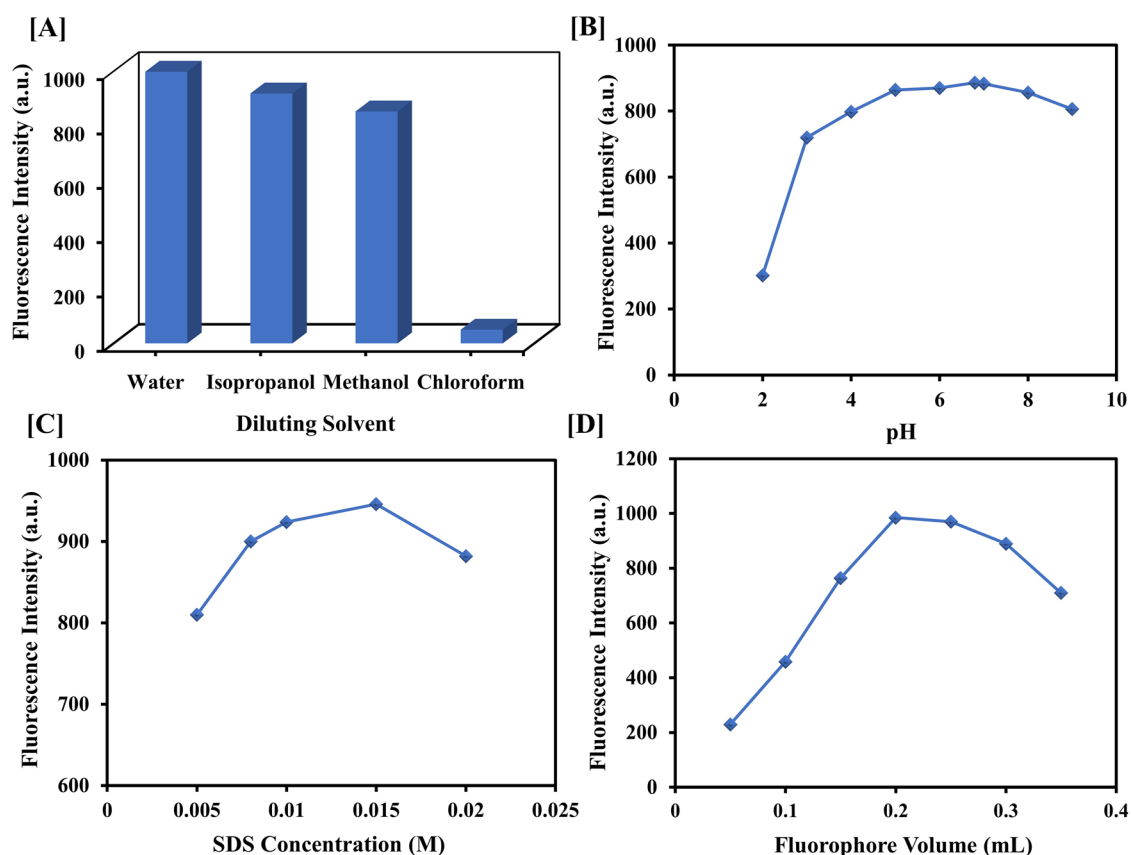 [A]
Fluorescence Intensity (a.u.)
1000
800
600
400
200
0
Water Isopropanol Methanol Chloroform
Diluting Solvent
[B]
Fluorescence Intensity (a.u.)
1000
800
600
400
200
0
0 2 4 6 8 10
pH
[C]
Fluorescence Intensity (a.u.)
1000
900
800
700
600
0 0.005 0.01 0.015 0.02 0.025
SDS Concentration (M)
[D]
Fluorescence Intensity (a.u.)
1200
1000
800
600
400
200
0
0 0.1 0.2 0.3 0.4
Fluorophore Volume (mL)